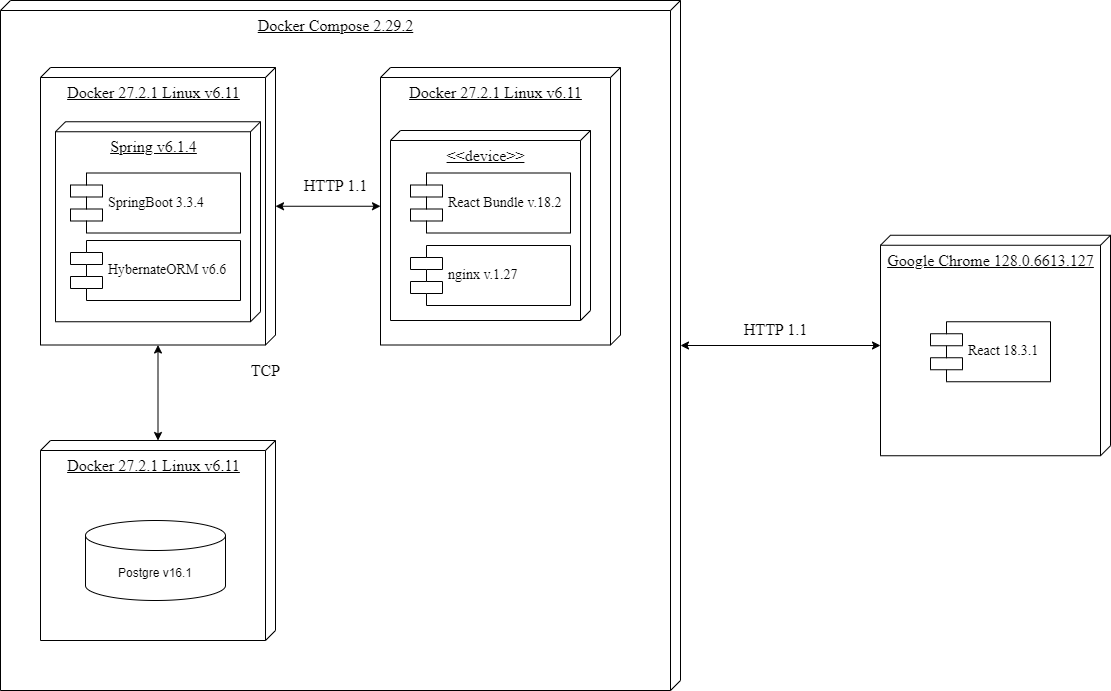 Docker Compose 2.29.2
Docker 27.2.1 Linux v6.11
Spring v6.1.4
SpringBoot 3.3.4
HybernateORM v6.6
HTTP 1.1
Docker 27.2.1 Linux v6.11
<<device>>
React Bundle v.18.2
nginx v.1.27
TCP
Docker 27.2.1 Linux v6.11
Postgre v16.1
HTTP 1.1
Google Chrome 128.0.6613.127
React 18.3.1